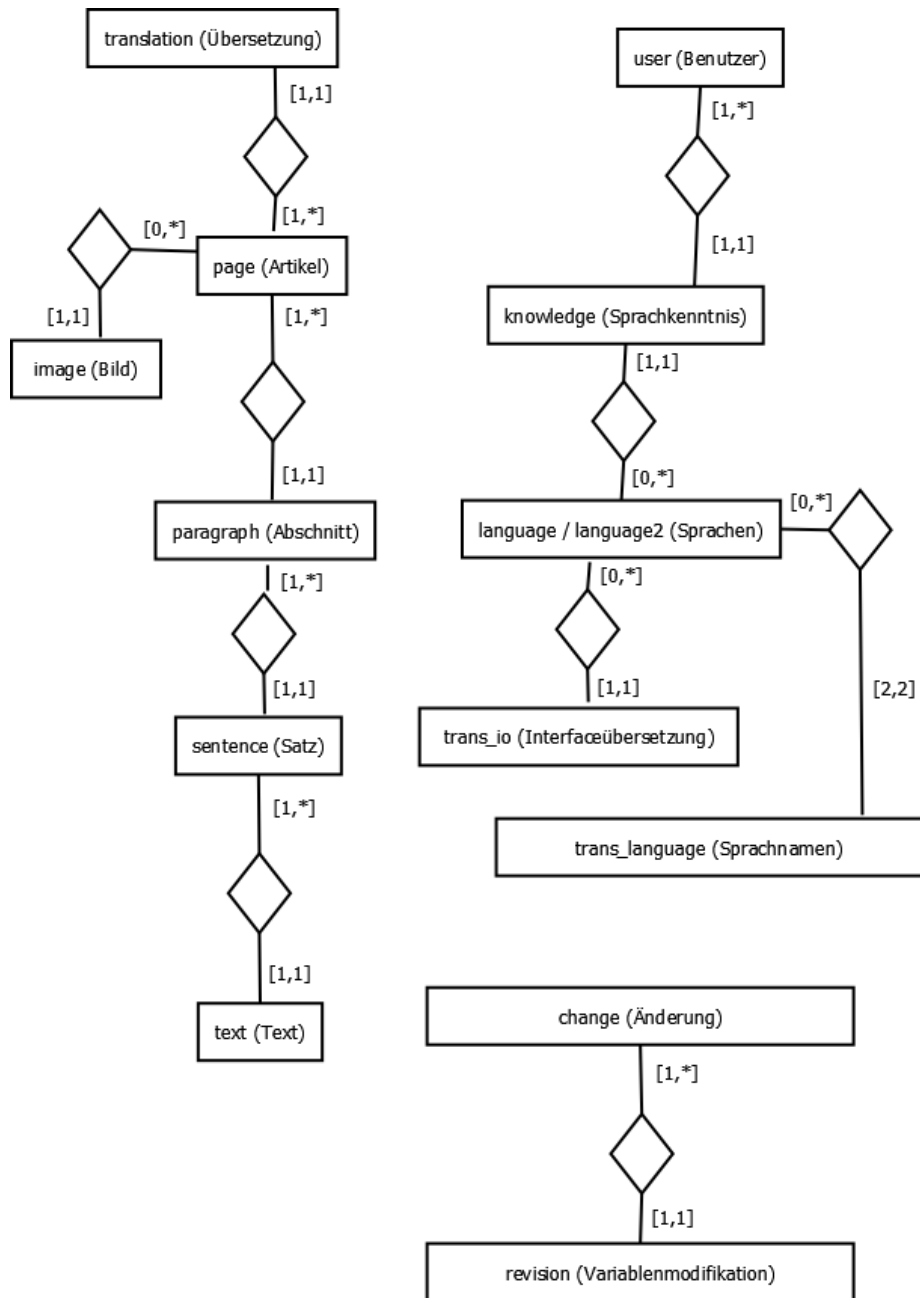 translation (Übersetzung)
[1,1]
[1,*]
[0,*]
page (Artikel)
[1,1]
image (Bild)
[1,*]
[1,1]
paragraph (Abschnitt)
[1,*]
[1,1]
sentence (Satz)
[1,*]
[1,1]
text (Text)
user (Benutzer)
[1,*]
[1,1]
knowledge (Sprachkenntnis)
[1,1]
[0,*]
language / language2 (Sprachen)
[0,*]
[0,*]
[1,1]
trans_io (Interfaceübersetzung)
[2,2]
trans_language (Sprachnamen)
change (Änderung)
[1,*]
[1,1]
revision (Variablenmodifikation)